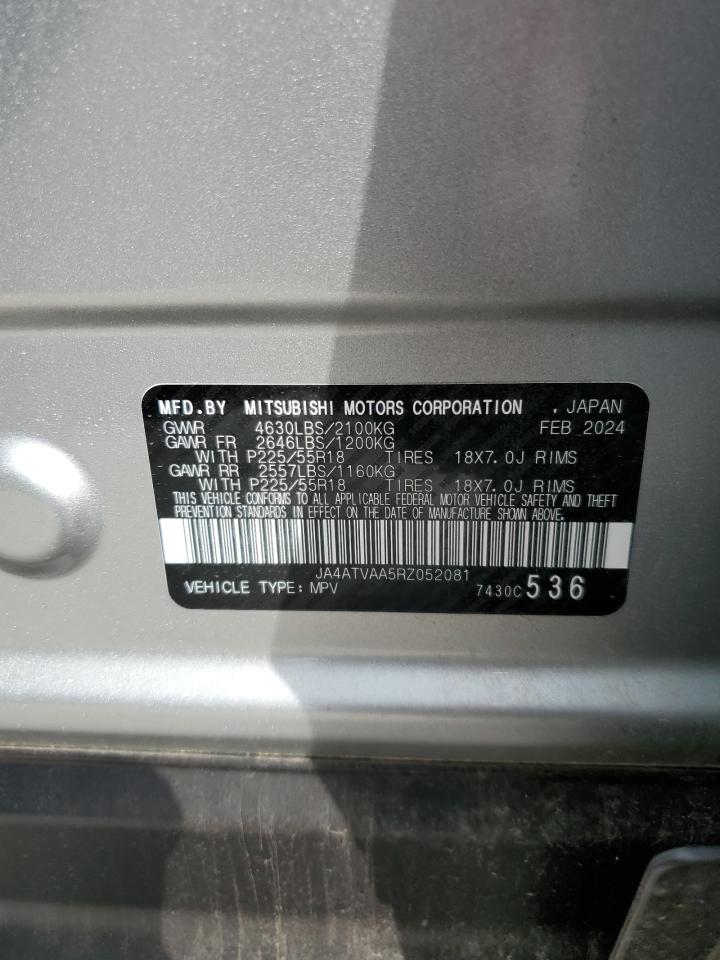 MFD.BY MITSUBISHI MOTORS CORPORATION , JAPAN
GVWR 4630LBS/2100KG FEB 2024
GAWR FR 2646LBS/1200KG
WITH P225/55R18 TIRES 18X7.0J RIMS
GAWR RR 2557LBS/1160KG
WITH P225/55R18 TIRES 18X7.0J RIMS
THIS VEHICLE CONFORMS TO ALL APPLICABLE FEDERAL MOTOR VEHICLE SAFETY AND THEFT
PREVENTION STANDARDS IN EFFECT ON THE DATE OF MANUFACTURE SHOWN ABOVE.
JA4ATVAA5RZ052081
VEHICLE TYPE: MPV 7430C 536